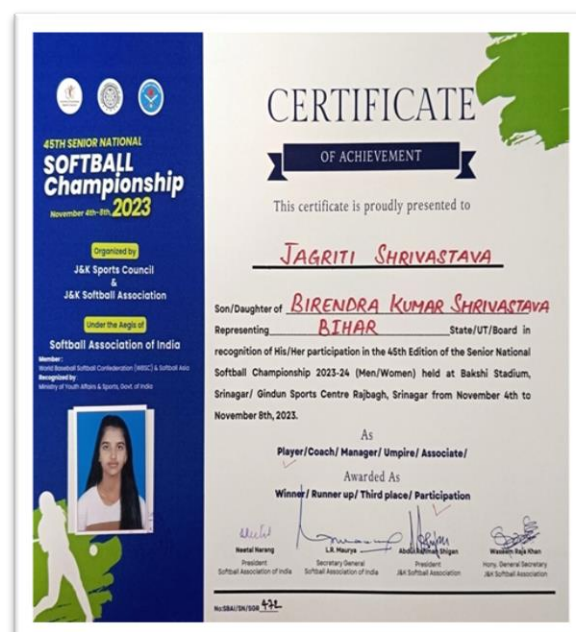 45TH SENIOR NATIONAL
SOFTBALL
Championship
November 4th-8th, 2023
Organized by
J&K Sports Council
&
J&K Softball Association
Under the Aegis of
Softball Association of India
Member:
World Baseball Softball Confederation (WBSC) & Softball Asia
Recognized by:
Ministry of Youth Affairs & Sports, Govt. of India
CERTIFICATE
OF ACHIEVEMENT
This certificate is proudly presented to
JAGRITI SHRIVASTAVA
Son/Daughter of BIRENDRA KUMAR SHRIVASTAVA
Representing BIHAR State/UT/Board in
recognition of His/Her participation in the 45th Edition of the Senior National
Softball Championship 2023-24 (Men/Women) held at Bakshi Stadium,
Srinagar/ Gindun Sports Centre Rajbagh, Srinagar from November 4th to
November 8th, 2023.
As
Player/Coach/ Manager/ Umpire/ Associate/
Awarded As
Winner/ Runner up/ Third place/ Participation
Neetal Narang
President
Softball Association of India
L.R. Maurya
Secretary General
Softball Association of India
Abdul Rahman Shigan
President
J&K Softball Association
Waseem Raja Khan
Hony. General Secretary
J&K Softball Association
No:SBAI/SN/SGR 472